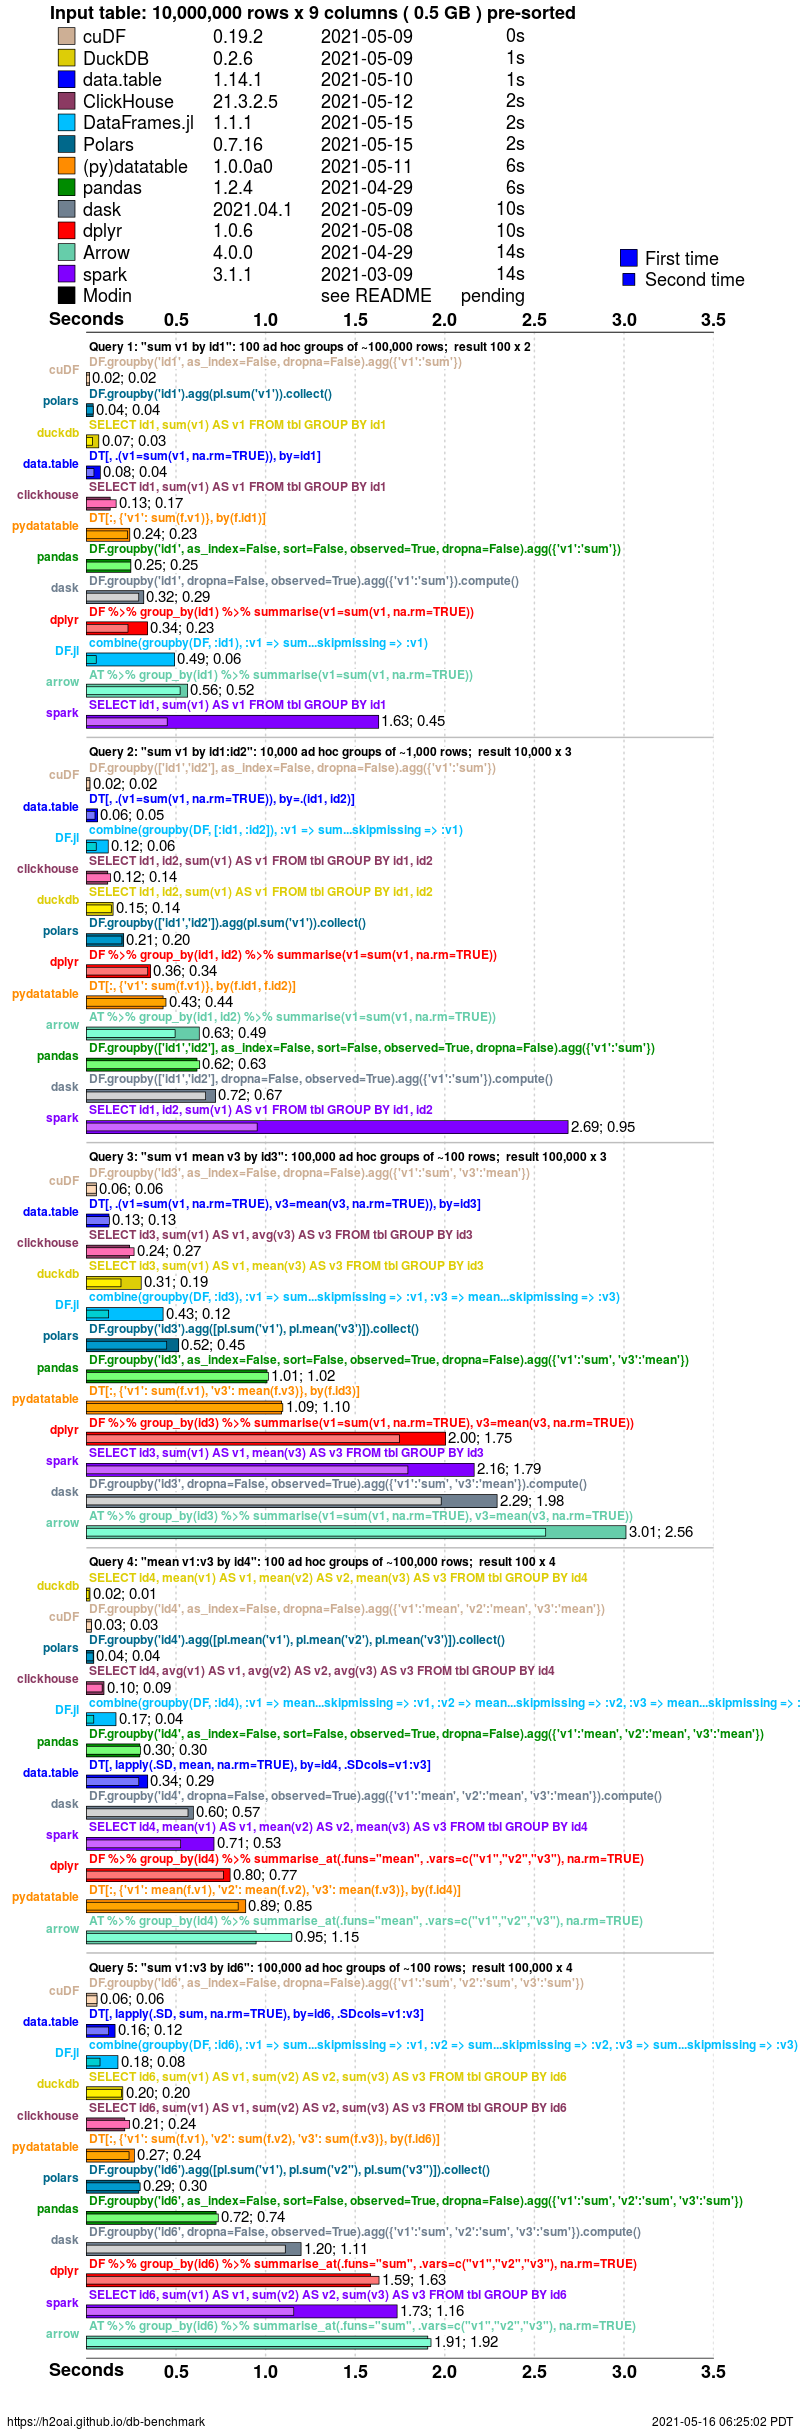 Input table: 10,000,000 rows x 9 columns ( 0.5 GB ) pre-sorted
cuDF 0.19.2 2021-05-09 0s
DuckDB 0.2.6 2021-05-09 1s
data.table 1.14.1 2021-05-10 1s
ClickHouse 21.3.2.5 2021-05-12 2s
DataFrames.jl 1.1.1 2021-05-15 2s
Polars 0.7.16 2021-05-15 2s
(py)datatable 1.0.0a0 2021-05-11 6s
pandas 1.2.4 2021-04-29 6s
dask 2021.04.1 2021-05-09 10s
dplyr 1.0.6 2021-05-08 10s
Arrow 4.0.0 2021-04-29 14s
spark 3.1.1 2021-03-09 14s
Modin see README pending
First time
Second time
Seconds 0.5 1.0 1.5 2.0 2.5 3.0 3.5
Query 1: "sum v1 by id1": 100 ad hoc groups of ~100,000 rows; result 100 x 2
DF.groupby('id1', as_index=False, dropna=False).agg({'v1':'sum'})
cuDF 0.02; 0.02
DF.groupby('id1').agg(pl.sum('v1')).collect()
polars 0.04; 0.04
SELECT id1, sum(v1) AS v1 FROM tbl GROUP BY id1
duckdb 0.07; 0.03
DT[, .(v1=sum(v1, na.rm=TRUE)), by=id1]
data.table 0.08; 0.04
SELECT id1, sum(v1) AS v1 FROM tbl GROUP BY id1
clickhouse 0.13; 0.17
DT[:, {'v1': sum(f.v1)}, by(f.id1)]
pydatatable 0.24; 0.23
DF.groupby('id1', as_index=False, sort=False, observed=True, dropna=False).agg({'v1':'sum'})
pandas 0.25; 0.25
DF.groupby('id1', dropna=False, observed=True).agg({'v1':'sum'}).compute()
dask 0.32; 0.29
DF %>% group_by(id1) %>% summarise(v1=sum(v1, na.rm=TRUE))
dplyr 0.34; 0.23
combine(groupby(DF, :id1), :v1 => sum...skipmissing => :v1)
DF.jl 0.49; 0.06
AT %>% group_by(id1) %>% summarise(v1=sum(v1, na.rm=TRUE))
arrow 0.56; 0.52
SELECT id1, sum(v1) AS v1 FROM tbl GROUP BY id1
spark 1.63; 0.45
Query 2: "sum v1 by id1:id2": 10,000 ad hoc groups of ~1,000 rows; result 10,000 x 3
DF.groupby(['id1','id2'], as_index=False, dropna=False).agg({'v1':'sum'})
cuDF 0.02; 0.02
DT[, .(v1=sum(v1, na.rm=TRUE)), by=.(id1, id2)]
data.table 0.06; 0.05
combine(groupby(DF, [:id1, :id2]), :v1 => sum...skipmissing => :v1)
DF.jl 0.12; 0.06
SELECT id1, id2, sum(v1) AS v1 FROM tbl GROUP BY id1, id2
clickhouse 0.12; 0.14
SELECT id1, id2, sum(v1) AS v1 FROM tbl GROUP BY id1, id2
duckdb 0.15; 0.14
DF.groupby(['id1','id2']).agg(pl.sum('v1')).collect()
polars 0.21; 0.20
DF %>% group_by(id1, id2) %>% summarise(v1=sum(v1, na.rm=TRUE))
dplyr 0.36; 0.34
DT[:, {'v1': sum(f.v1)}, by(f.id1, f.id2)]
pydatatable 0.43; 0.44
AT %>% group_by(id1, id2) %>% summarise(v1=sum(v1, na.rm=TRUE))
arrow 0.63; 0.49
DF.groupby(['id1','id2'], as_index=False, sort=False, observed=True, dropna=False).agg({'v1':'sum'})
pandas 0.62; 0.63
DF.groupby(['id1','id2'], dropna=False, observed=True).agg({'v1':'sum'}).compute()
dask 0.72; 0.67
SELECT id1, id2, sum(v1) AS v1 FROM tbl GROUP BY id1, id2
spark 2.69; 0.95
Query 3: "sum v1 mean v3 by id3": 100,000 ad hoc groups of ~100 rows; result 100,000 x 3
DF.groupby('id3', as_index=False, dropna=False).agg({'v1':'sum', 'v3':'mean'})
cuDF 0.06; 0.06
DT[, .(v1=sum(v1, na.rm=TRUE), v3=mean(v3, na.rm=TRUE)), by=id3]
data.table 0.13; 0.13
SELECT id3, sum(v1) AS v1, avg(v3) AS v3 FROM tbl GROUP BY id3
clickhouse 0.24; 0.27
SELECT id3, sum(v1) AS v1, mean(v3) AS v3 FROM tbl GROUP BY id3
duckdb 0.31; 0.19
combine(groupby(DF, :id3), :v1 => sum...skipmissing => :v1, :v3 => mean...skipmissing => :v3)
DF.jl 0.43; 0.12
DF.groupby('id3').agg([pl.sum('v1'), pl.mean('v3')]).collect()
polars 0.52; 0.45
DF.groupby('id3', as_index=False, sort=False, observed=True, dropna=False).agg({'v1':'sum', 'v3':'mean'})
pandas 1.01; 1.02
DT[:, {'v1': sum(f.v1), 'v3': mean(f.v3)}, by(f.id3)]
pydatatable 1.09; 1.10
DF %>% group_by(id3) %>% summarise(v1=sum(v1, na.rm=TRUE), v3=mean(v3, na.rm=TRUE))
dplyr 2.00; 1.75
SELECT id3, sum(v1) AS v1, mean(v3) AS v3 FROM tbl GROUP BY id3
spark 2.16; 1.79
DF.groupby('id3', dropna=False, observed=True).agg({'v1':'sum', 'v3':'mean'}).compute()
dask 2.29; 1.98
AT %>% group_by(id3) %>% summarise(v1=sum(v1, na.rm=TRUE), v3=mean(v3, na.rm=TRUE))
arrow 3.01; 2.56
Query 4: "mean v1:v3 by id4": 100 ad hoc groups of ~100,000 rows; result 100 x 4
SELECT id4, mean(v1) AS v1, mean(v2) AS v2, mean(v3) AS v3 FROM tbl GROUP BY id4
duckdb 0.02; 0.01
DF.groupby('id4', as_index=False, dropna=False).agg({'v1':'mean', 'v2':'mean', 'v3':'mean'})
cuDF 0.03; 0.03
DF.groupby('id4').agg([pl.mean('v1'), pl.mean('v2'), pl.mean('v3')]).collect()
polars 0.04; 0.04
SELECT id4, avg(v1) AS v1, avg(v2) AS v2, avg(v3) AS v3 FROM tbl GROUP BY id4
clickhouse 0.10; 0.09
combine(groupby(DF, :id4), :v1 => mean...skipmissing => :v1, :v2 => mean...skipmissing => :v2, :v3 => mean...skipmissing => :
DF.jl 0.17; 0.04
DF.groupby('id4', as_index=False, sort=False, observed=True, dropna=False).agg({'v1':'mean', 'v2':'mean', 'v3':'mean'})
pandas 0.30; 0.30
DT[, lapply(.SD, mean, na.rm=TRUE), by=id4, .SDcols=v1:v3]
data.table 0.34; 0.29
DF.groupby('id4', dropna=False, observed=True).agg({'v1':'mean', 'v2':'mean', 'v3':'mean'}).compute()
dask 0.60; 0.57
SELECT id4, mean(v1) AS v1, mean(v2) AS v2, mean(v3) AS v3 FROM tbl GROUP BY id4
spark 0.71; 0.53
DF %>% group_by(id4) %>% summarise_at(.funs="mean", .vars=c("v1","v2","v3"), na.rm=TRUE)
dplyr 0.80; 0.77
DT[:, {'v1': mean(f.v1), 'v2': mean(f.v2), 'v3': mean(f.v3)}, by(f.id4)]
pydatatable 0.89; 0.85
AT %>% group_by(id4) %>% summarise_at(.funs="mean", .vars=c("v1","v2","v3"), na.rm=TRUE)
arrow 0.95; 1.15
Query 5: "sum v1:v3 by id6": 100,000 ad hoc groups of ~100 rows; result 100,000 x 4
DF.groupby('id6', as_index=False, dropna=False).agg({'v1':'sum', 'v2':'sum', 'v3':'sum'})
cuDF 0.06; 0.06
DT[, lapply(.SD, sum, na.rm=TRUE), by=id6, .SDcols=v1:v3]
data.table 0.16; 0.12
combine(groupby(DF, :id6), :v1 => sum...skipmissing => :v1, :v2 => sum...skipmissing => :v2, :v3 => sum...skipmissing => :v3)
DF.jl 0.18; 0.08
SELECT id6, sum(v1) AS v1, sum(v2) AS v2, sum(v3) AS v3 FROM tbl GROUP BY id6
duckdb 0.20; 0.20
SELECT id6, sum(v1) AS v1, sum(v2) AS v2, sum(v3) AS v3 FROM tbl GROUP BY id6
clickhouse 0.21; 0.24
DT[:, {'v1': sum(f.v1), 'v2': sum(f.v2), 'v3': sum(f.v3)}, by(f.id6)]
pydatatable 0.27; 0.24
DF.groupby('id6').agg([pl.sum('v1'), pl.sum('v2"), pl.sum('v3")]).collect()
polars 0.29; 0.30
DF.groupby('id6', as_index=False, sort=False, observed=True, dropna=False).agg({'v1':'sum', 'v2':'sum', 'v3':'sum'})
pandas 0.72; 0.74
DF.groupby('id6', dropna=False, observed=True).agg({'v1':'sum', 'v2':'sum', 'v3':'sum'}).compute()
dask 1.20; 1.11
DF %>% group_by(id6) %>% summarise_at(.funs="sum", .vars=c("v1","v2","v3"), na.rm=TRUE)
dplyr 1.59; 1.63
SELECT id6, sum(v1) AS v1, sum(v2) AS v2, sum(v3) AS v3 FROM tbl GROUP BY id6
spark 1.73; 1.16
AT %>% group_by(id6) %>% summarise_at(.funs="sum", .vars=c("v1","v2","v3"), na.rm=TRUE)
arrow 1.91; 1.92
Seconds 0.5 1.0 1.5 2.0 2.5 3.0 3.5
https://h2oai.github.io/db-benchmark 2021-05-16 06:25:02 PDT